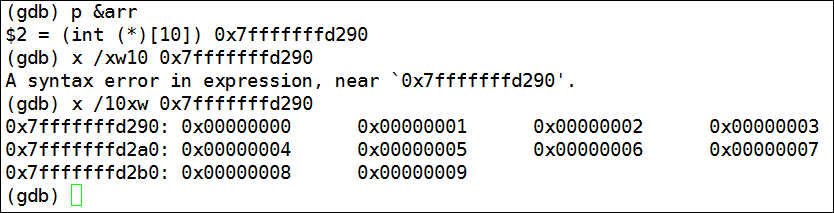 (gdb) p &arr
$2 = (int (*)[10]) 0x7fffffffd290
(gdb) x /xw10 0x7fffffffd290
A syntax error in expression, near `0x7fffffffd290'.
(gdb) x /10xw 0x7fffffffd290
0x7fffffffd290: 0x00000000 0x00000001 0x00000002 0x00000003
0x7fffffffd2a0: 0x00000004 0x00000005 0x00000006 0x00000007
0x7fffffffd2b0: 0x00000008 0x00000009
(gdb)